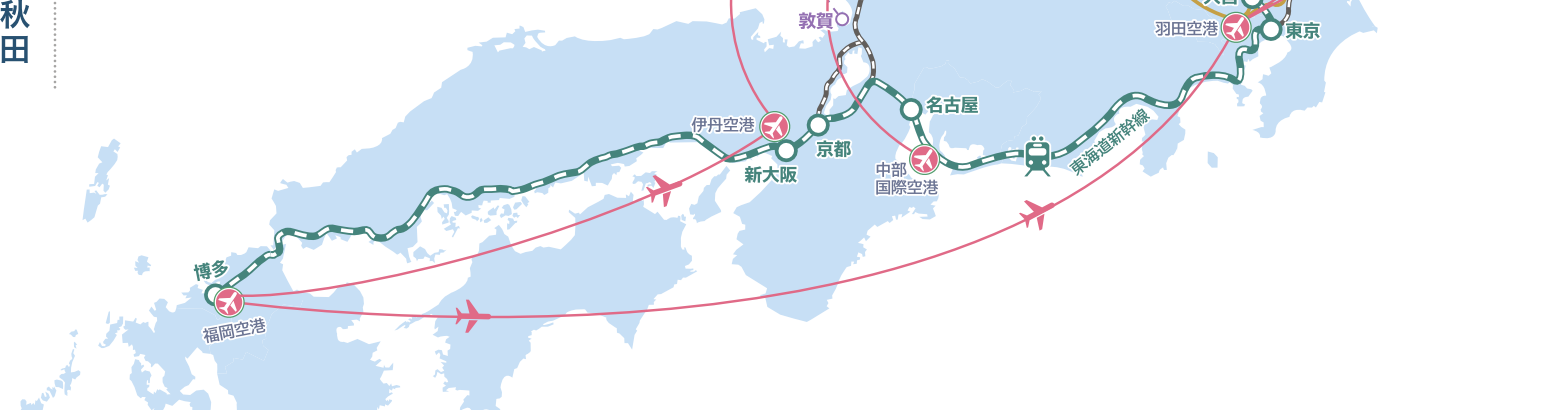 秋田
敦賀
羽田空港
東京
名古屋
伊丹空港
京都
新大阪
中部
国際空港
東海道新幹線
博多
福岡空港